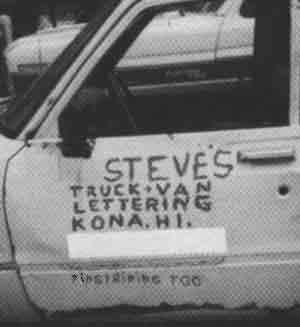 STEVE'S
TRUCK + VAN
LETTERING
KONA. HI.
PINSTRIPING TOO